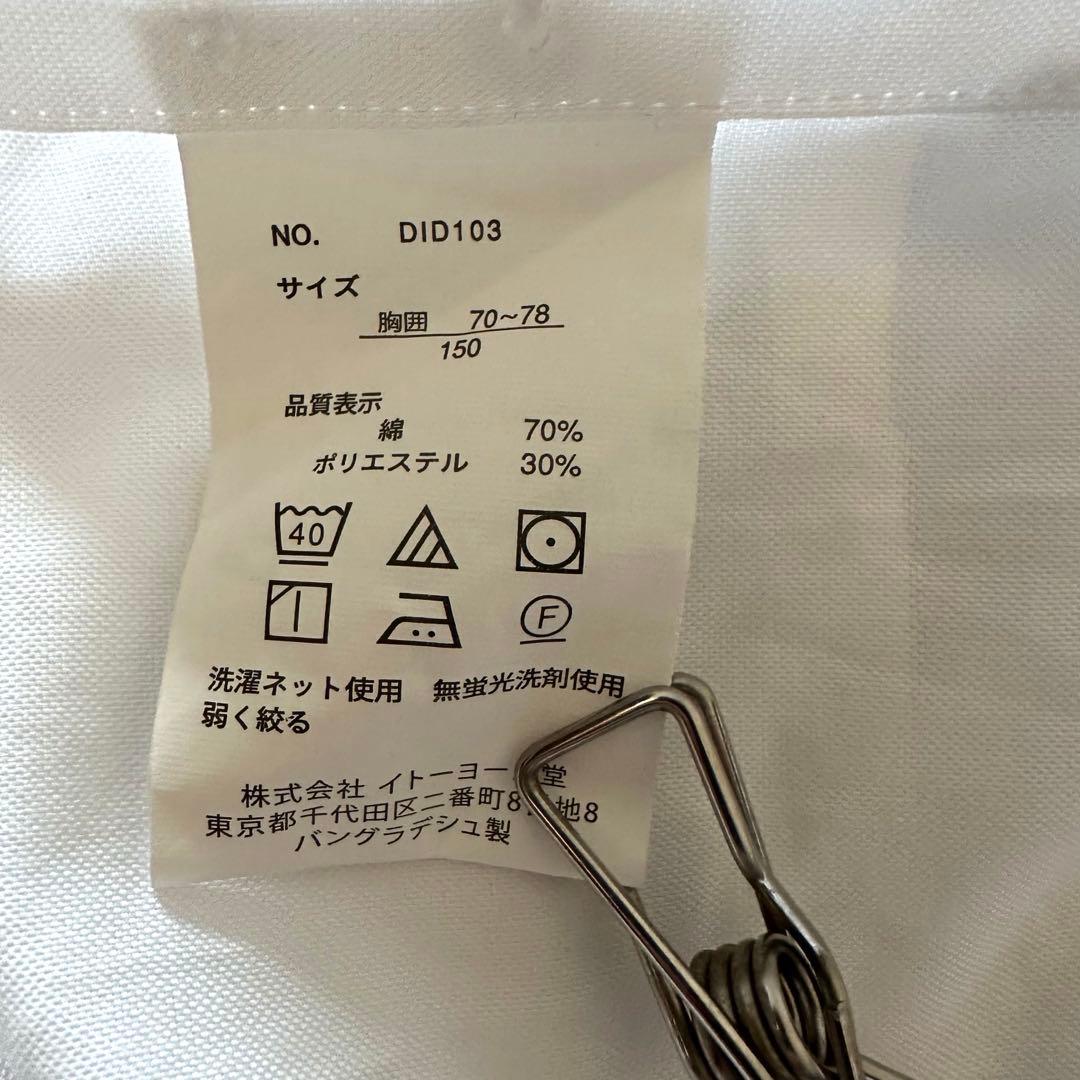 NO. DID103
サイズ
胸囲 70~78
150
品質表示
綿 70%
ポリエステル 30%
40
F
洗濯ネット使用 無蛍光洗剤使用
弱く絞る
株式会社 イトーヨー 堂
東京都千代田区二番町8 地8
バングラデシュ製